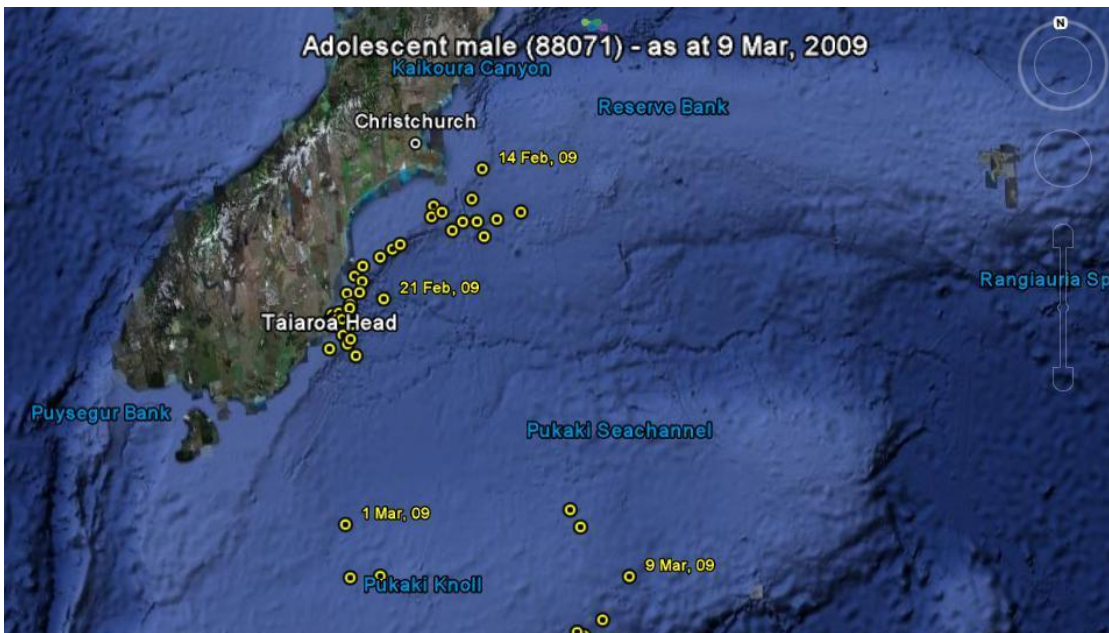 Adolescent male (88071) - as at 9 Mar, 2009
N
Kaikoura Canyon
Reserve Bank
Christchurch
14 Feb, 09
Rangiauria Sp
21 Feb, 09
Taiaroa Head
Puysegur Bank
Pukaki Seachannel
1 Mar, 09
9 Mar, 09
Pukaki Knoll